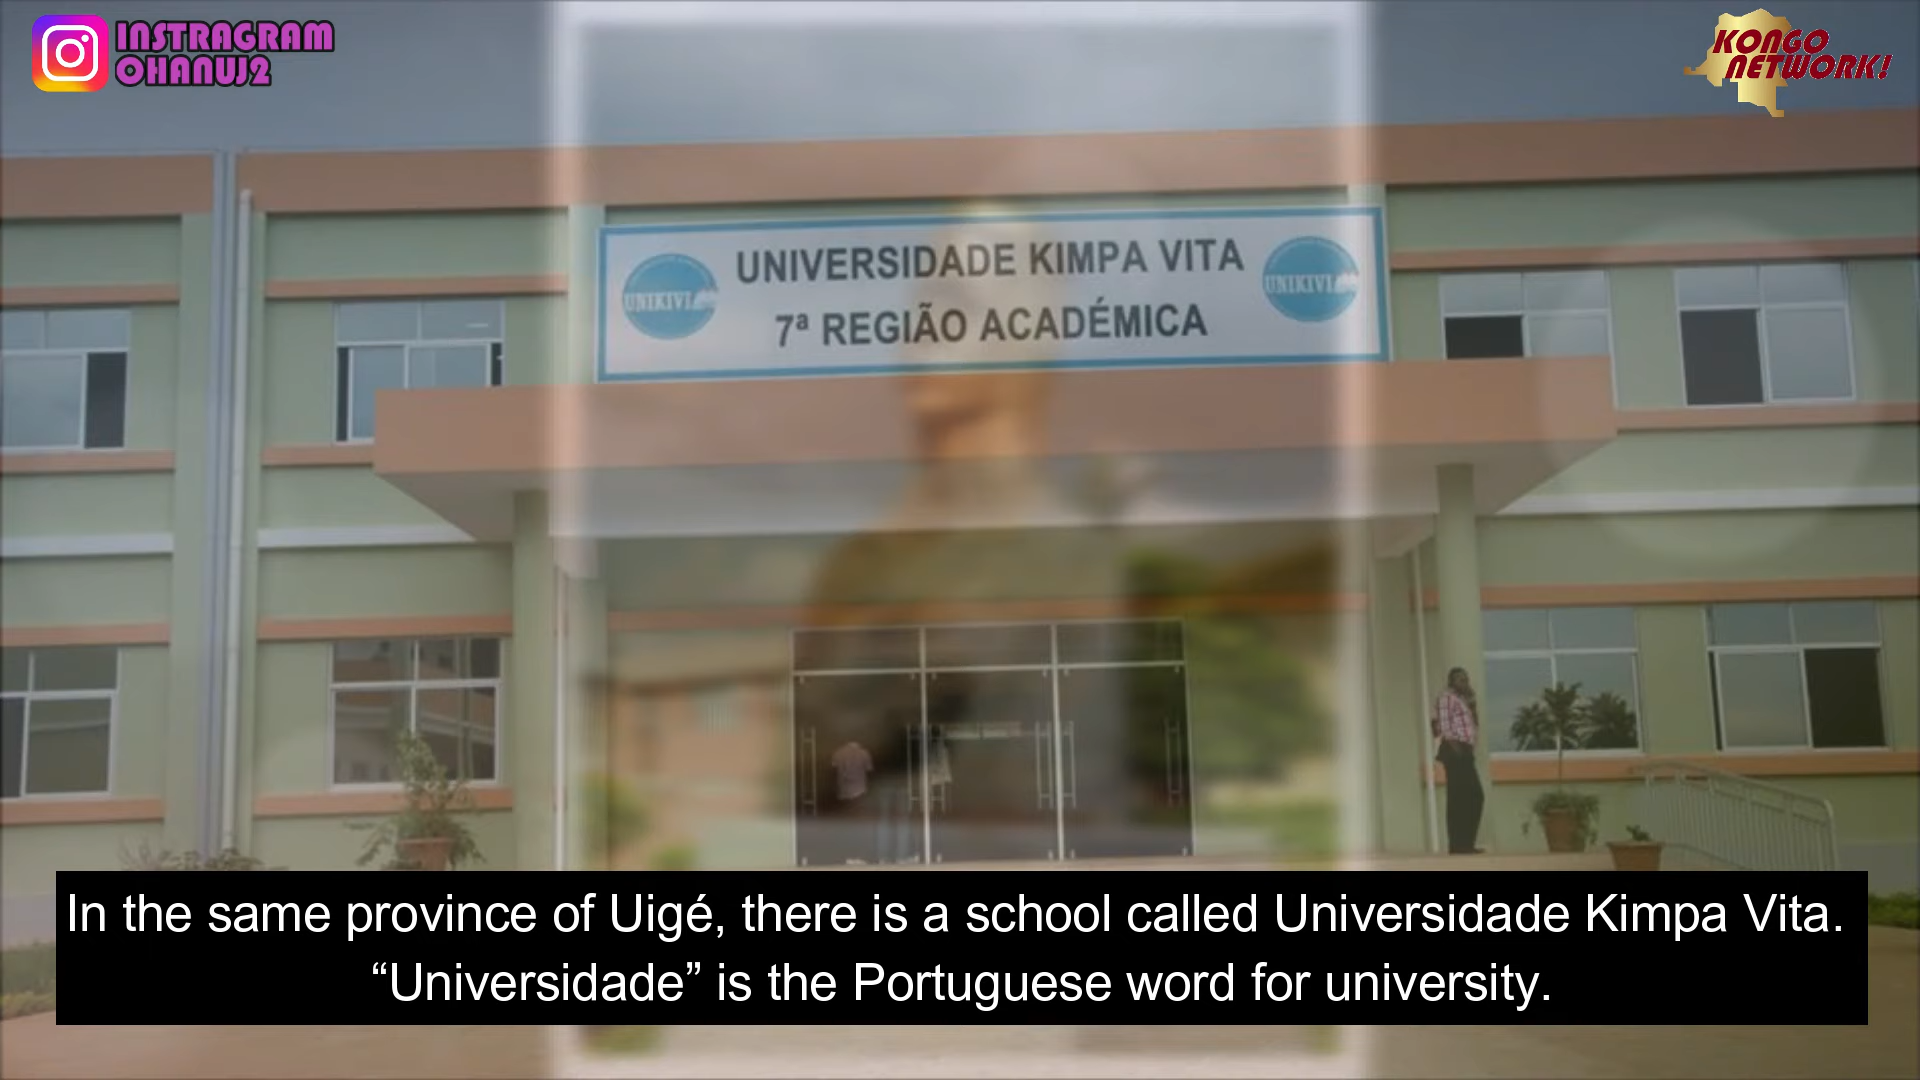 INSTRAGRAM
OHANUJ2
KONGO
NETWORK!
UNIVERSIDADE KIMPA VITA
7ª REGIÃO ACADÉMICA
UNIKIVI
UNIKIVI
In the same province of Uigé, there is a school called Universidade Kimpa Vita.
“Universidade” is the Portuguese word for university.